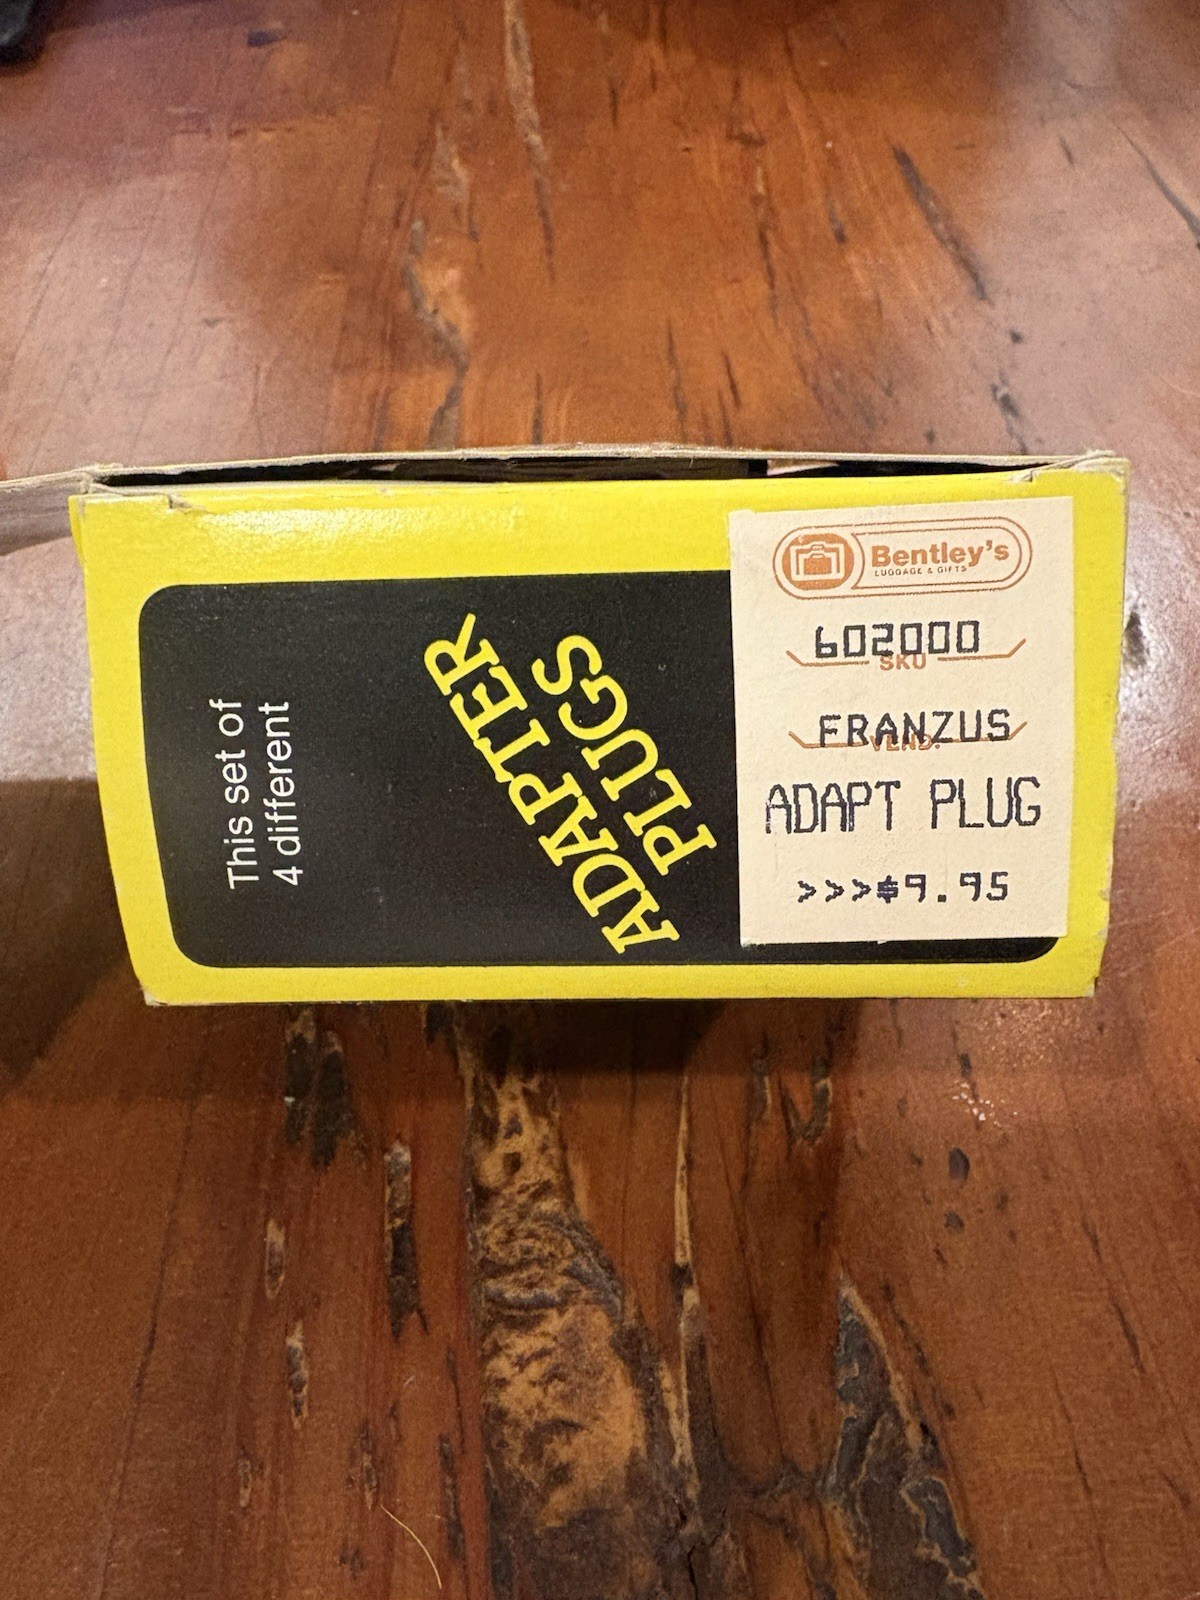 This set of
4 different
ADAPTER
PLUGS
Bentley's
LUGGAGE & GIFTS
602000
SKU
FRANZUS
VEND.
ADAPT PLUG
>>>$9.95